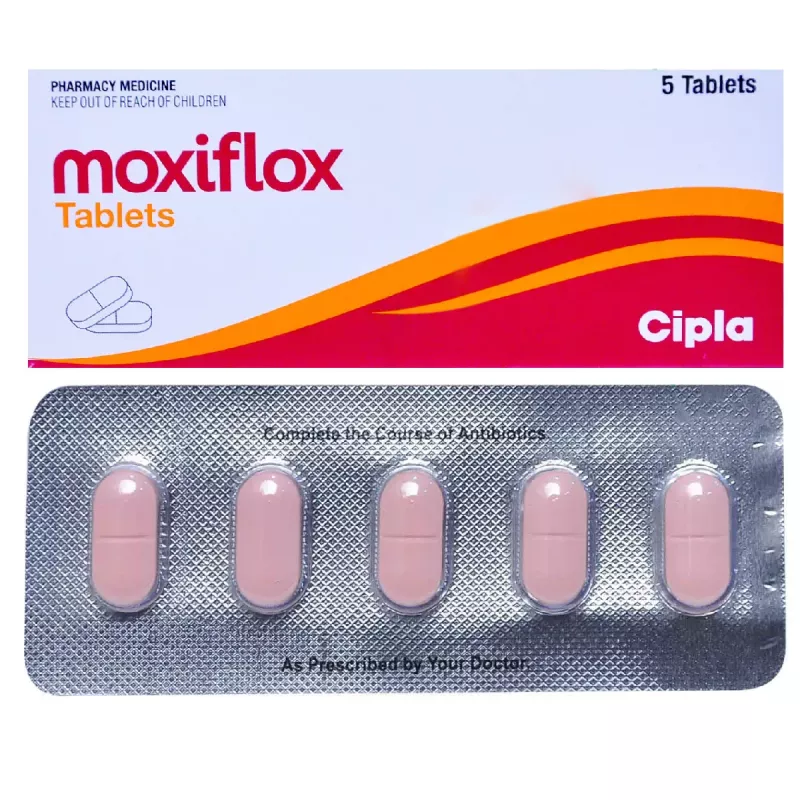 PHARMACY MEDICINE
KEEP OUT OF REACH OF CHILDREN
5 Tablets
moxiflox
Tablets
Cipla
Complete the Course of Antibiotics
As Prescribed by Your Doctor.